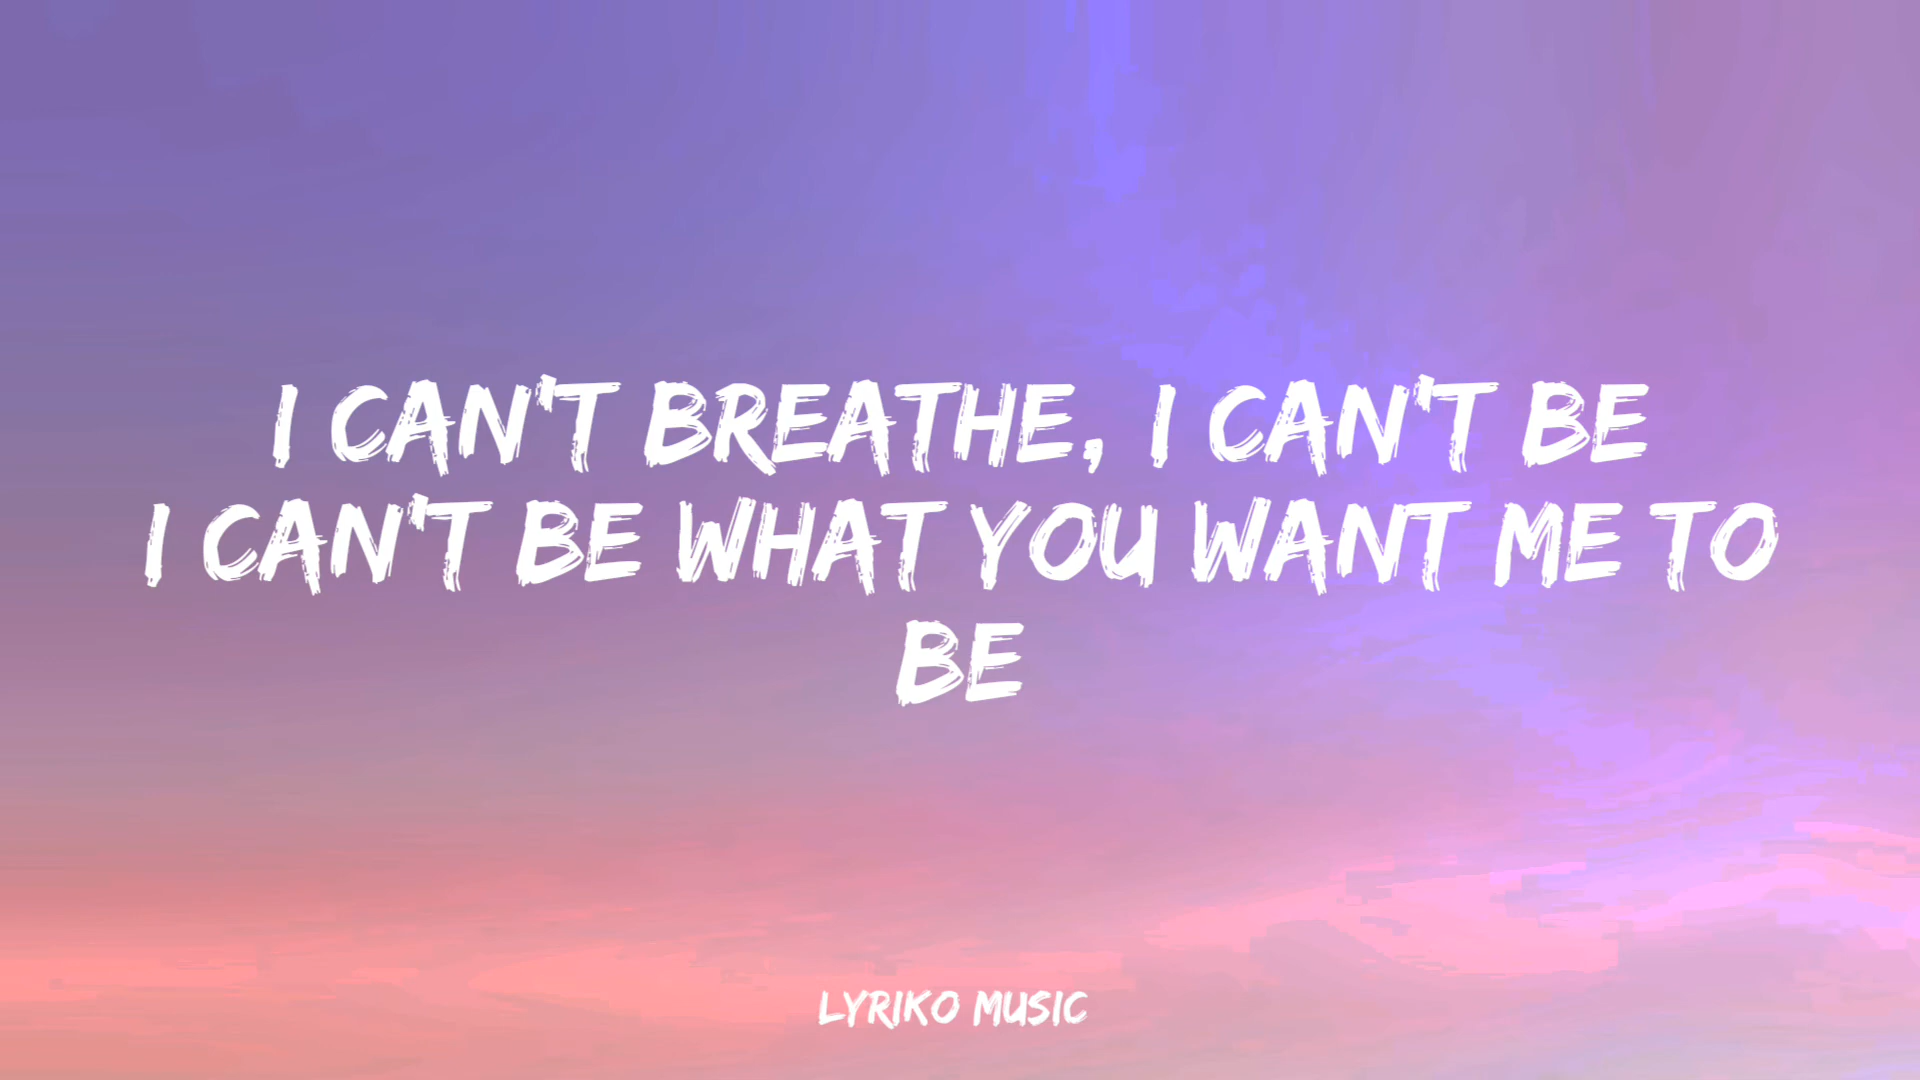 I CAN'T BREATHE, I CAN'T BE
I CAN'T BE WHAT YOU WANT ME TO
BE
LYRIKO MUSIC